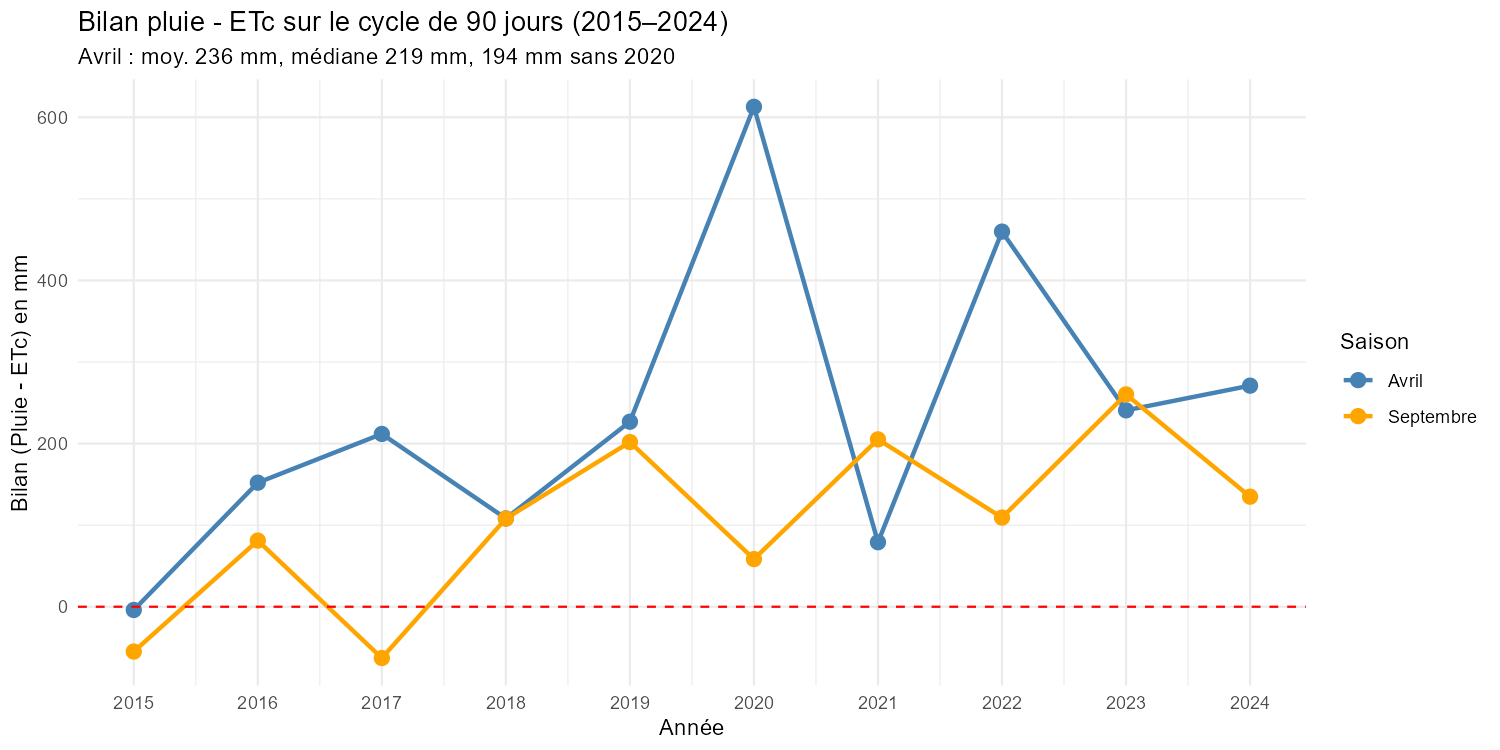 Bilan pluie - ETc sur le cycle de 90 jours (2015–2024)
Avril : moy. 236 mm, médiane 219 mm, 194 mm sans 2020
Bilan (Pluie - ETc) en mm
600
400
200
0
2015 2016 2017 2018 2019 2020 2021 2022 2023 2024
Année
Saison
Avril
Septembre